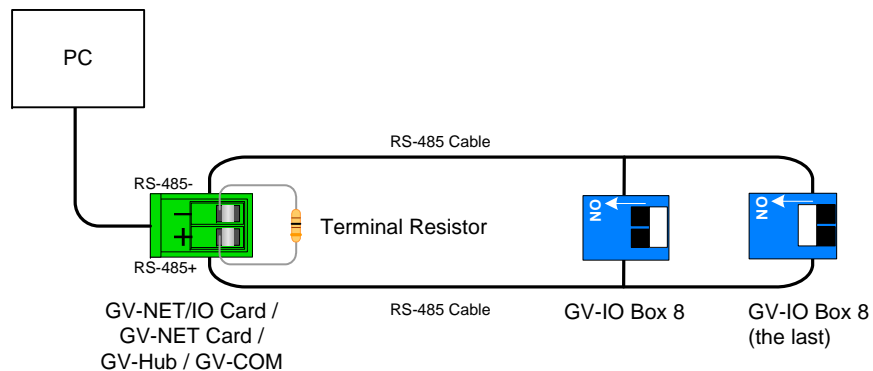 PC
RS-485 Cable
RS-485-
−
+
RS-485+
Terminal Resistor
ON
ON
RS-485 Cable
GV-NET/IO Card /
GV-NET Card /
GV-Hub / GV-COM
GV-IO Box 8
GV-IO Box 8
(the last)